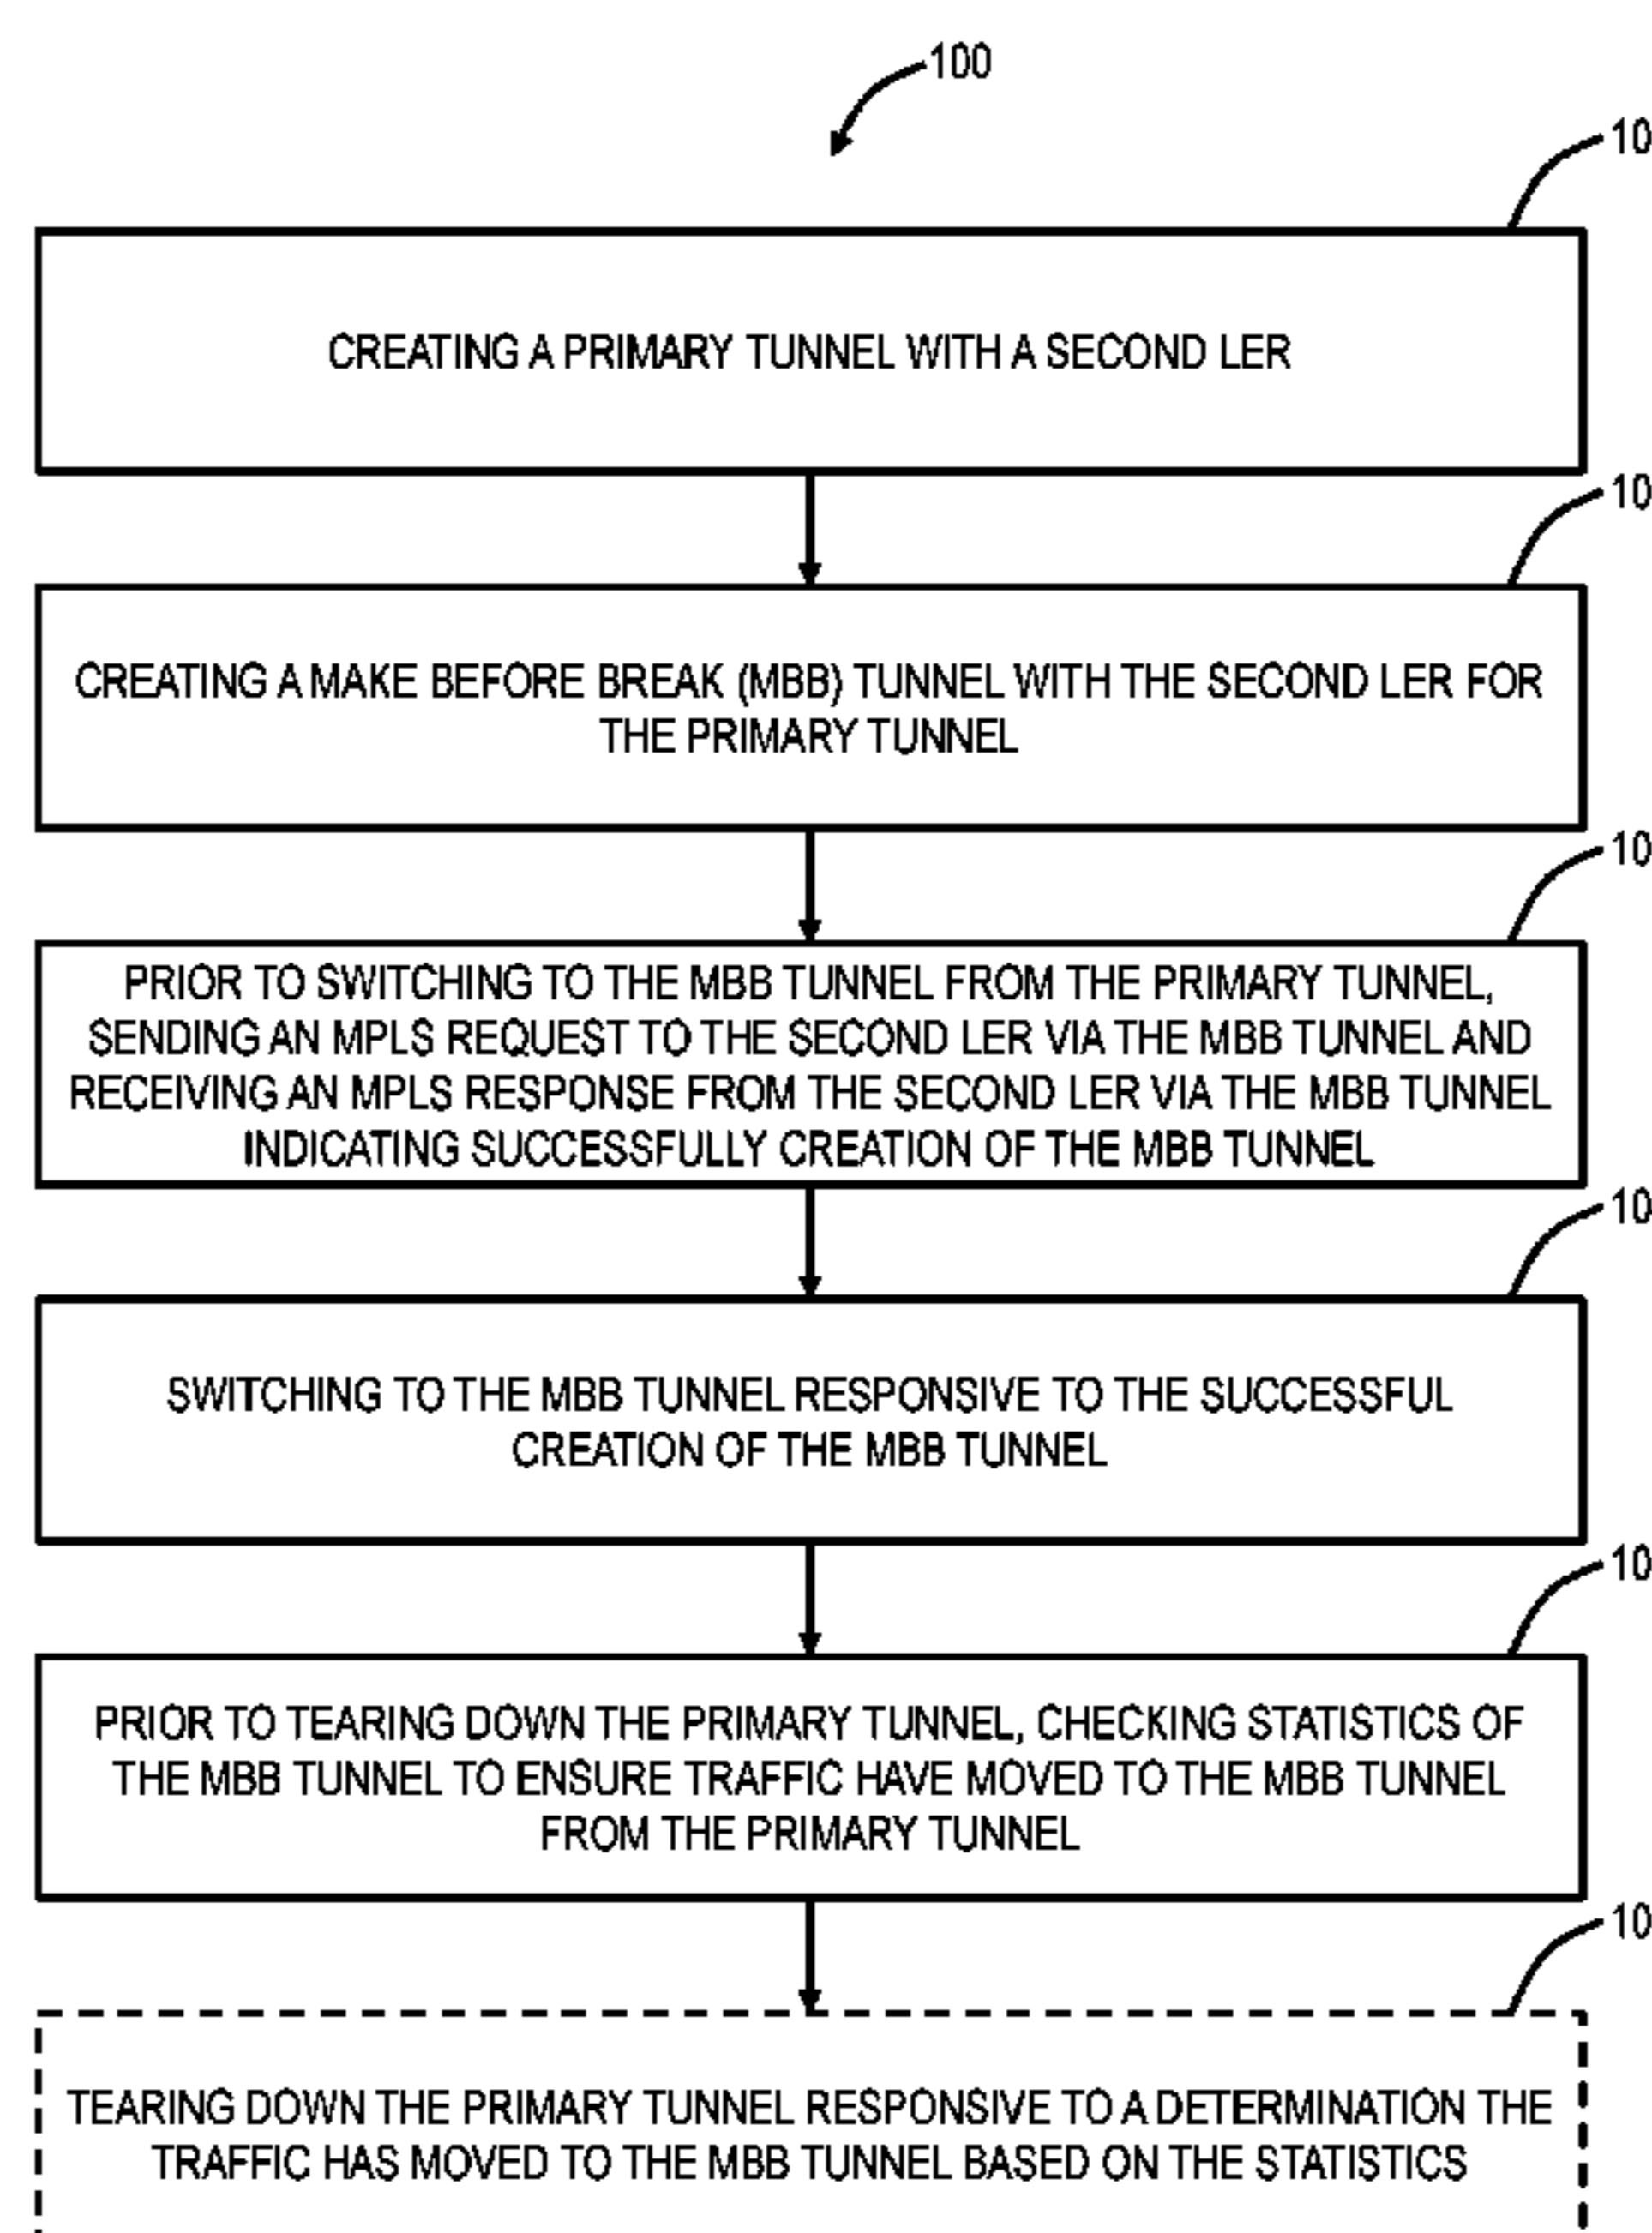 100
10
CREATING A PRIMARY TUNNEL WITH A SECOND LER
10
CREATING A MAKE BEFORE BREAK (MBB) TUNNEL WITH THE SECOND LER FOR
THE PRIMARY TUNNEL
10
PRIOR TO SWITCHING TO THE MBB TUNNEL FROM THE PRIMARY TUNNEL,
SENDING AN MPLS REQUEST TO THE SECOND LER VIA THE MBB TUNNEL AND
RECEIVING AN MPLS RESPONSE FROM THE SECOND LER VIA THE MBB TUNNEL
INDICATING SUCCESSFULLY CREATION OF THE MBB TUNNEL
10
SWITCHING TO THE MBB TUNNEL RESPONSIVE TO THE SUCCESSFUL
CREATION OF THE MBB TUNNEL
10
PRIOR TO TEARING DOWN THE PRIMARY TUNNEL, CHECKING STATISTICS OF
THE MBB TUNNEL TO ENSURE TRAFFIC HAVE MOVED TO THE MBB TUNNEL
FROM THE PRIMARY TUNNEL
10
TEARING DOWN THE PRIMARY TUNNEL RESPONSIVE TO A DETERMINATION THE
TRAFFIC HAS MOVED TO THE MBB TUNNEL BASED ON THE STATISTICS